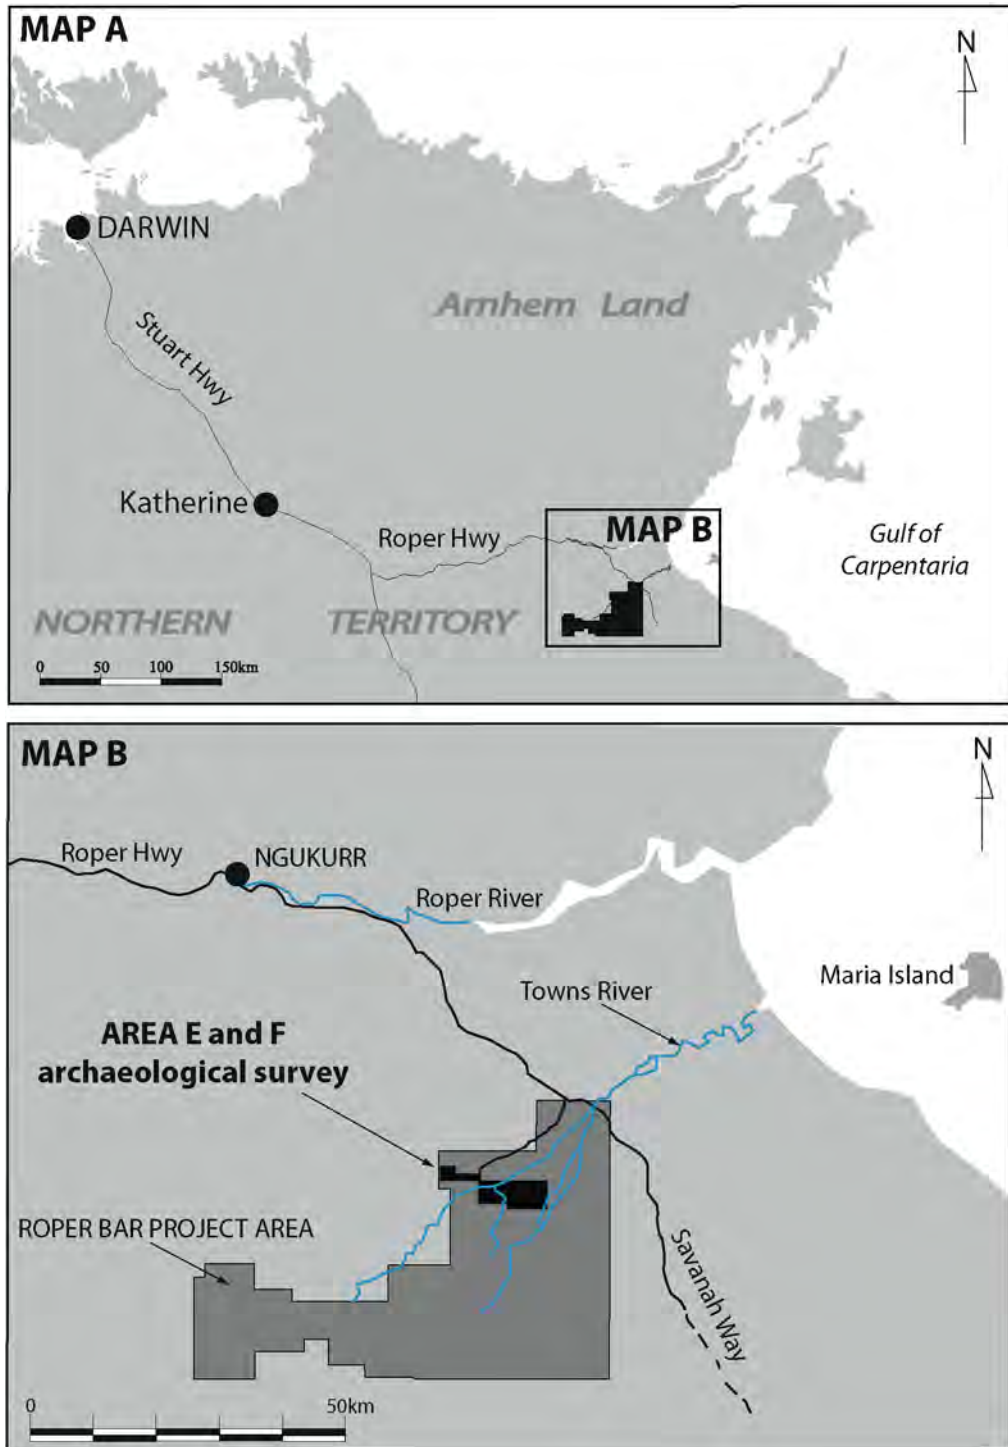 MAP A
N
DARWIN
Arnhem Land
Stuart Hwy
Katherine
Roper Hwy
MAP B
Gulf of
Carpentaria
NORTHERN TERRITORY
0 50 100 150km
MAP B
N
Roper Hwy
NGUKURR
Roper River
Maria Island
Towns River
AREA E and F
archaeological survey
ROPER BAR PROJECT AREA
Savanah Way
0 50km